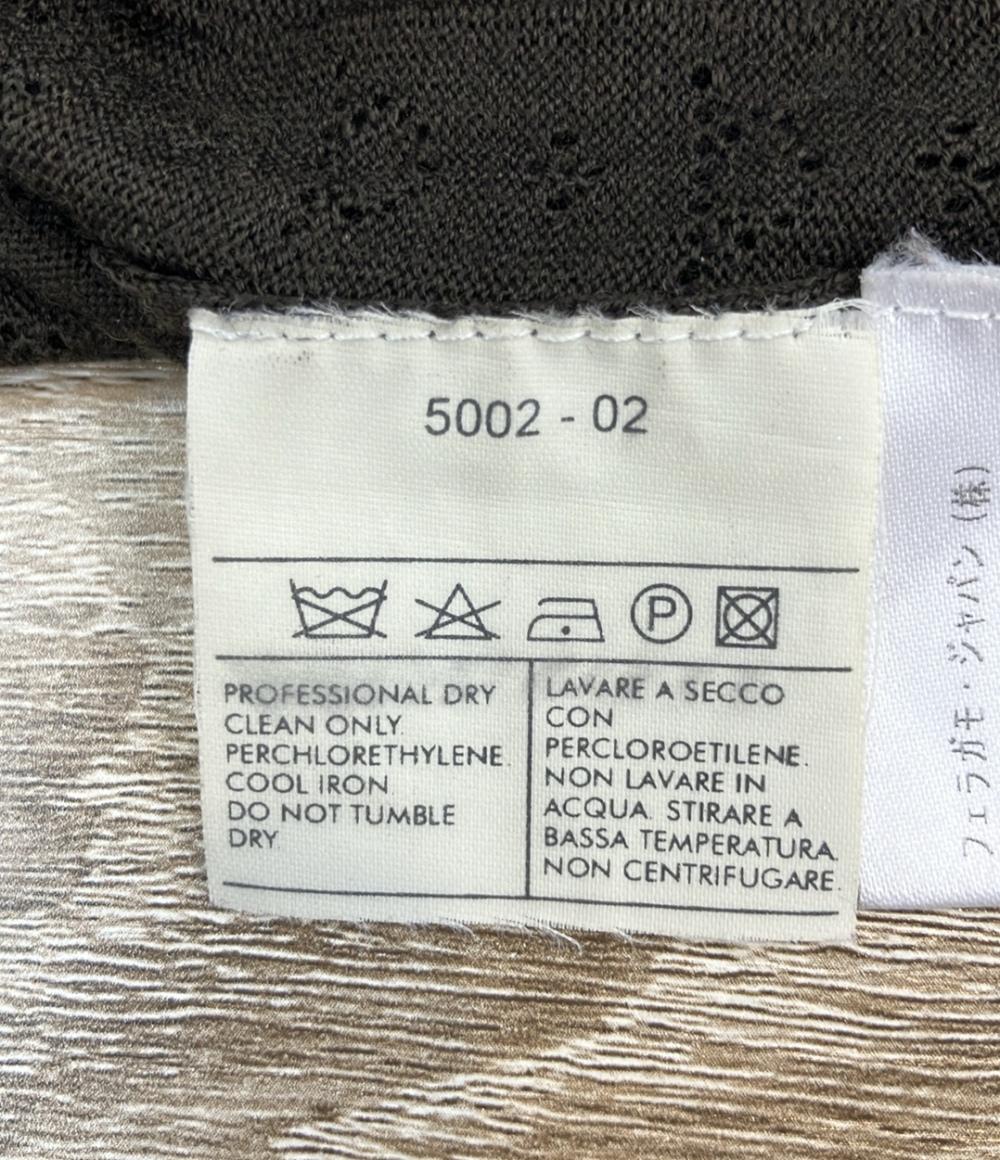 5002 - 02
P
PROFESSIONAL DRY
CLEAN ONLY.
PERCHLORETHYLENE.
COOL IRON.
DO NOT TUMBLE
DRY.
LAVARE A SECCO
CON
PERCLOROETILENE.
NON LAVARE IN
ACQUA. STIRARE A
BASSA TEMPERATURA.
NON CENTRIFUGARE.
フェラガモ・ジャパン(株)